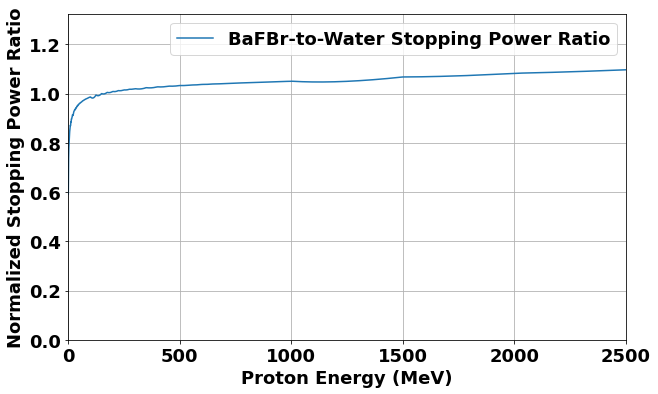 BaFBr-to-Water Stopping Power Ratio
Normalized Stopping Power Ratio
1.2
1.0
0.8
0.6
0.4
0.2
0.0
0 500 1000 1500 2000 2500
Proton Energy (MeV)